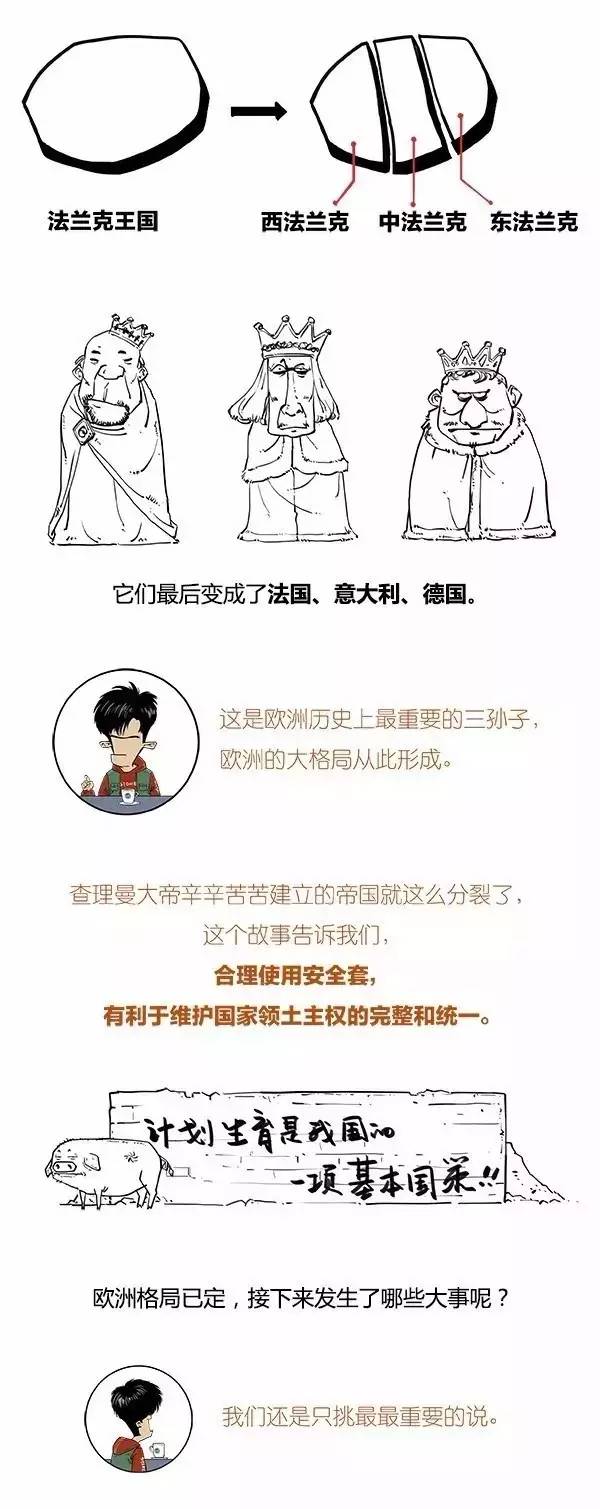 法兰克王国
西法兰克 中法兰克 东法兰克
它们最后变成了法国、意大利、德国。
这是欧洲历史上最重要的三孙子，
欧洲的大格局从此形成。
查理曼大帝辛辛苦苦建立的帝国就这么分裂了，
这个故事告诉我们，
合理使用安全套，
有利于维护国家领土主权的完整和统一。
计划生育是我国的
一项基本国策!!
欧洲格局已定，接下来发生了哪些大事呢？
我们还是只挑最最重要的说。